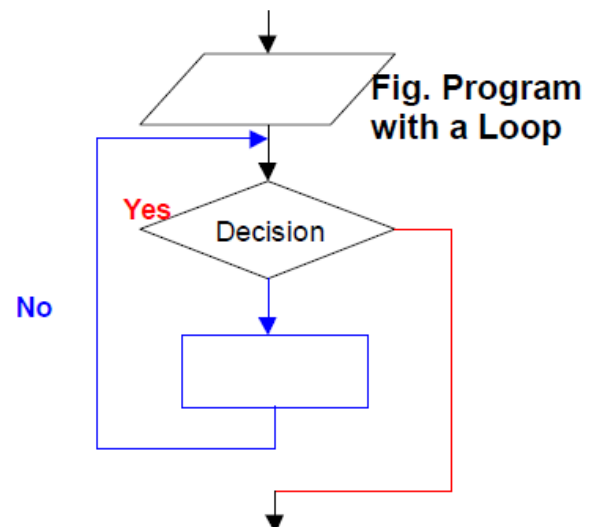 Fig. Program
with a Loop
Yes
Decision
No